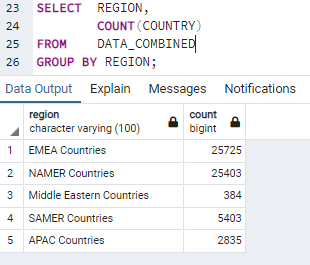 23 SELECT REGION,
24 COUNT(COUNTRY)
25 FROM DATA_COMBINED
26 GROUP BY REGION;
Data Output Explain Messages Notifications
region count
character varying (100) bigint
1 EMEA Countries 25725
2 NAMER Countries 25403
3 Middle Eastern Countries 384
4 SAMER Countries 5403
5 APAC Countries 2835